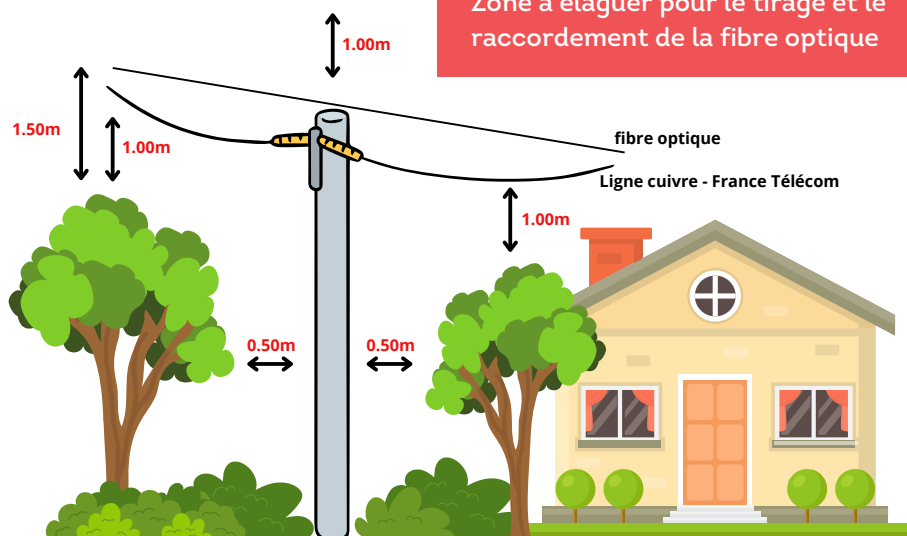 Zone à élaguer pour le tirage et le
raccordement de la fibre optique
1.00m
1.50m
1.00m
fibre optique
Ligne cuivre - France Télécom
1.00m
0.50m
0.50m